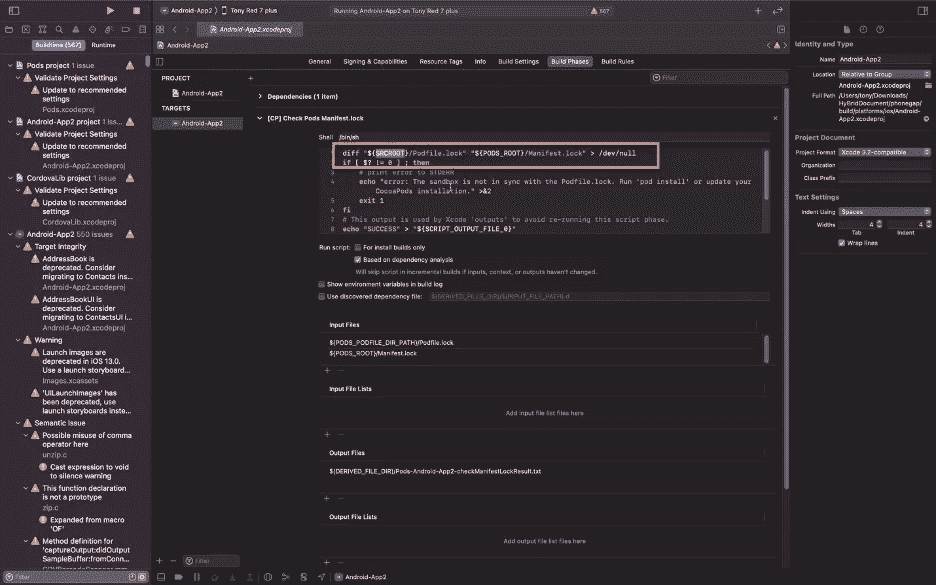 Android-App2 〉 Tony Red 7 plus
Running Android-App2 on Tony Red 7 plus
567
Android-App2.xcodeproj
Buildtime (567)
Runtime
Android-App2
General
Signing & Capabilities
Resource Tags
Info
Build Settings
Build Phases
Build Rules
Pods project 1 issue
Validate Project Settings
Update to recommended
settings
Pods.xcodeproj
Android-App2 project 1 iss...
Validate Project Settings
Update to recommended
settings
Android-App2.xcodeproj
CordovaLib project 1 issue
Validate Project Settings
Update to recommended
settings
CordovaLib.xcodeproj
Android-App2 550 issues
Target Integrity
AddressBook is
deprecated. Consider
migrating to Contacts ins...
Android-App2.xcodeproj
AddressBookUI is
deprecated. Consider
migrating to ContactsUI i...
Android-App2.xcodeproj
Warning
Launch images are
deprecated in iOS 13.0.
Use a launch storyboard...
Images.xcassets
'UILaunchImages' has
been deprecated, use
launch storyboards inste...
Semantic Issue
Possible misuse of comma
operator here
unzip.c
Cast expression to void
to silence warning
This function declaration
is not a prototype
zip.c
Expanded from macro
'OF'
Method definition for
'captureOutput:didOutput
SampleBuffer:fromConn...
Filter
PROJECT
Android-App2
TARGETS
Android-App2
Filter
Filter
Dependencies (1 item)
[CP] Check Pods Manifest.lock
Shell /bin/sh
diff "${SRCROOT}/Podfile.lock" "${PODS_ROOT}/Manifest.lock" > /dev/null
if [ $? != 0 ] ; then
3 # print error to STDERR
4 echo "error: The sandbox is not in sync with the Podfile.lock. Run 'pod install' or update your
CocoaPods installation." >&2
5 exit 1
6 fi
7 # This output is used by Xcode 'outputs' to avoid re-running this script phase.
8 echo "SUCCESS" > "${SCRIPT_OUTPUT_FILE_0}"
Run script: For install builds only
Based on dependency analysis
Will skip script in incremental builds if inputs, context, or outputs haven't changed.
Show environment variables in build log
Use discovered dependency file: $(DERIVED_FILES_DIR)/$(INPUT_FILE_PATH).d
Input Files
$(PODS_PODFILE_DIR_PATH)/Podfile.lock
$(PODS_ROOT)/Manifest.lock
Input File Lists
Add input file list files here
Output Files
$(DERIVED_FILE_DIR)/Pods-Android-App2-checkManifestLockResult.txt
Output File Lists
Add output file list files here
Android-App2
Identity and Type
Name Android-App2
Location Relative to Group
Android-App2.xcodeproj
Full Path /Users/tony/Downloads/
HyBridDocument/phonegap/
build/platforms/ios/Android-
App2.xcodeproj
Project Document
Project Format Xcode 3.2-compatible
Organization
Class Prefix
Text Settings
Indent Using Spaces
Widths 4 4
Tab Indent
Wrap lines